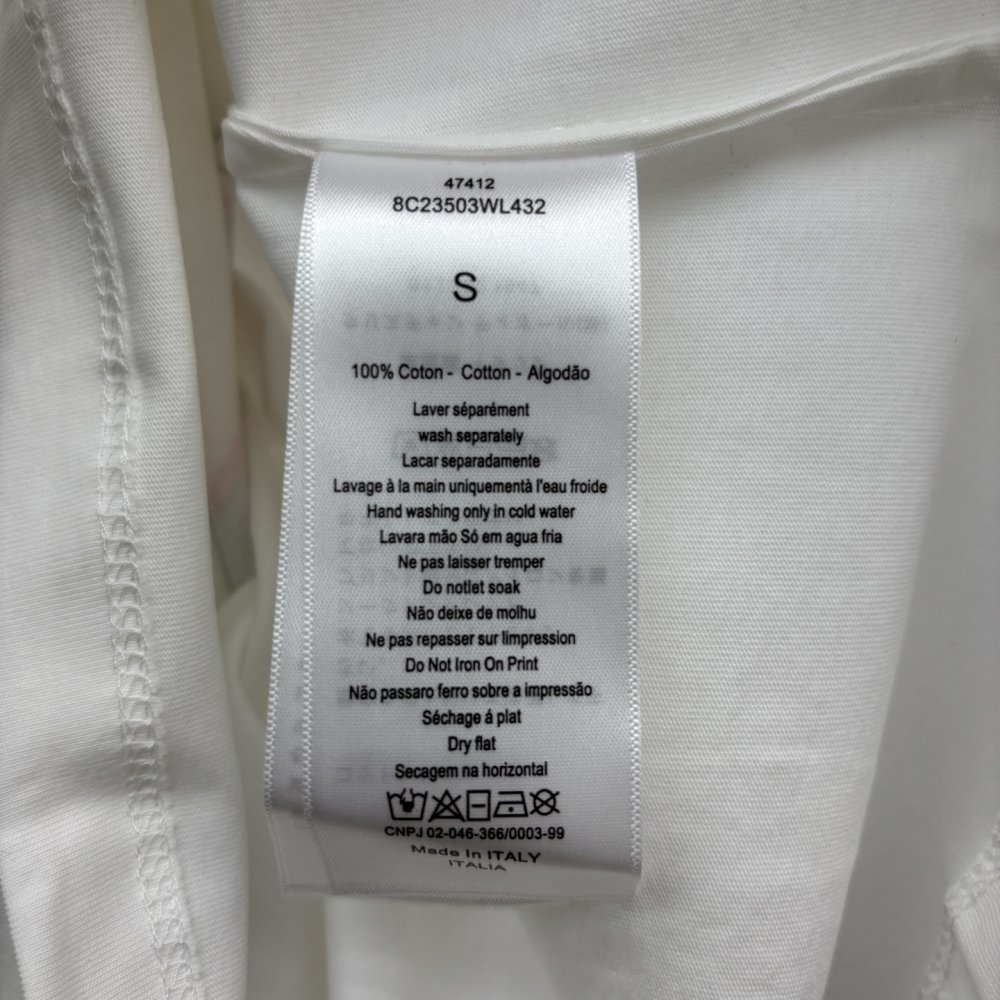 47412
8C23503WL432
S
100% Coton - Cotton - Algodão
Laver séparément
wash separately
Lacar separadamente
Lavage à la main uniquementà l'eau froide
Hand washing only in cold water
Lavara mão Só em agua fria
Ne pas laisser tremper
Do notlet soak
Não deixe de molhu
Ne pas repasser sur limpression
Do Not Iron On Print
Não passaro ferro sobre a impressão
Séchage á plat
Dry flat
Secagem na horizontal
CNPJ 02-046-366/0003-99
Made In ITALY
ITALIA